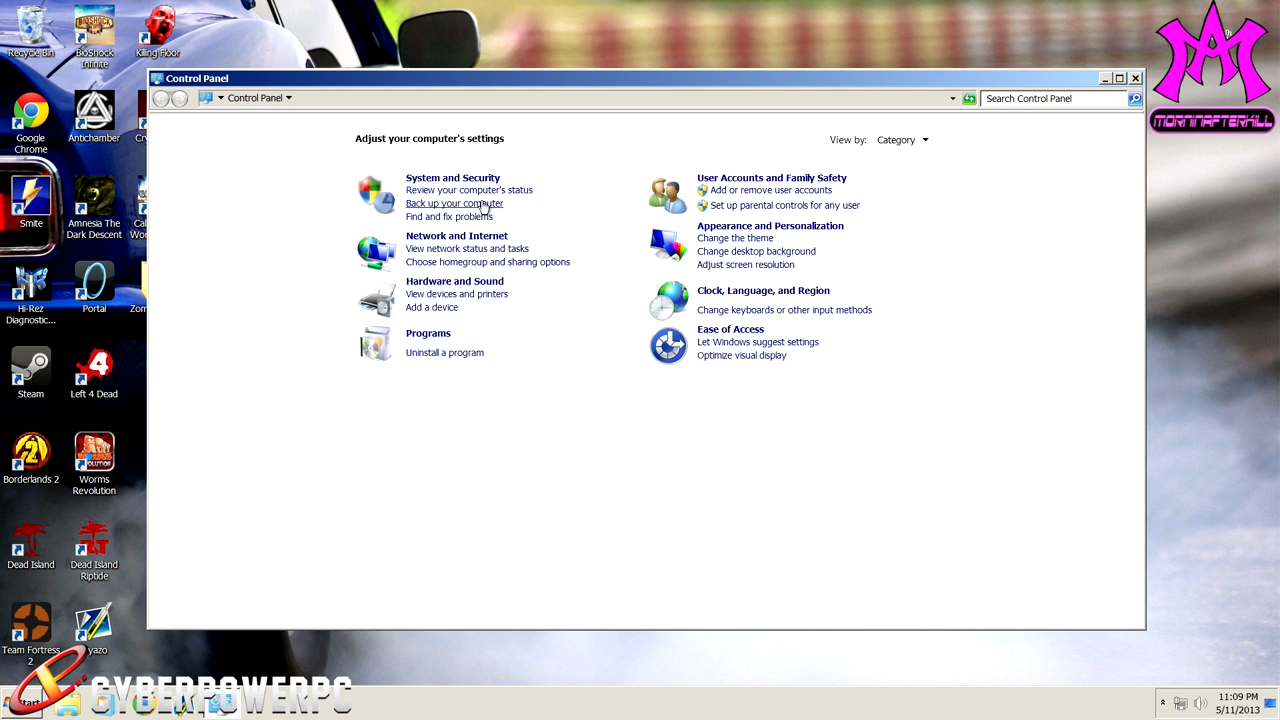 Recycle Bin
BioShock
Infinite
Killing Floor
Google
Chrome
Antichamber
Cry
Smite
Amnesia The
Dark Descent
Cal
Wor
Hi-Rez
Diagnostic...
Portal
Zom
Steam
Left 4 Dead
Borderlands 2
Worms
Revolution
Dead Island
Dead Island
Riptide
Team Fortress
2
yazo
Control Panel
Control Panel
Search Control Panel
Adjust your computer's settings
View by:
Category
System and Security
Review your computer's status
Back up your computer
Find and fix problems
Network and Internet
View network status and tasks
Choose homegroup and sharing options
Hardware and Sound
View devices and printers
Add a device
Programs
Uninstall a program
User Accounts and Family Safety
Add or remove user accounts
Set up parental controls for any user
Appearance and Personalization
Change the theme
Change desktop background
Adjust screen resolution
Clock, Language, and Region
Change keyboards or other input methods
Ease of Access
Let Windows suggest settings
Optimize visual display
MORNINAFTERKILL
CYBERPOWERPC
11:09 PM
5/11/2013